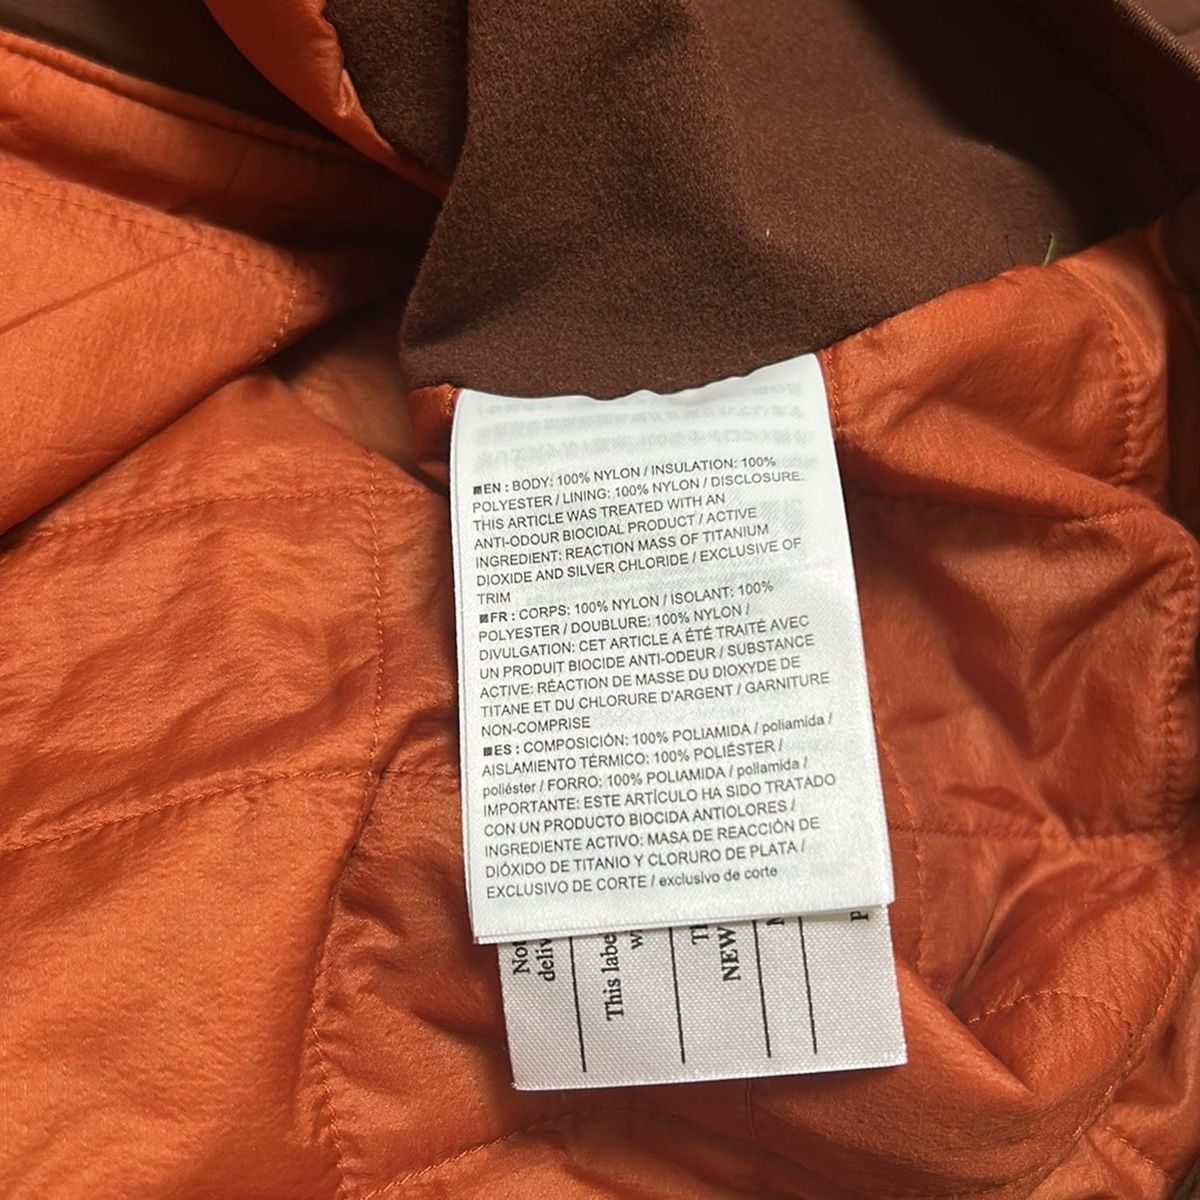 ■EN : BODY: 100% NYLON / INSULATION: 100%
POLYESTER / LINING: 100% NYLON / DISCLOSURE:
THIS ARTICLE WAS TREATED WITH AN
ANTI-ODOUR BIOCIDAL PRODUCT / ACTIVE
INGREDIENT: REACTION MASS OF TITANIUM
DIOXIDE AND SILVER CHLORIDE / EXCLUSIVE OF
TRIM
■FR : CORPS: 100% NYLON / ISOLANT: 100%
POLYESTER / DOUBLURE: 100% NYLON /
DIVULGATION: CET ARTICLE A ÉTÉ TRAITÉ AVEC
UN PRODUIT BIOCIDE ANTI-ODEUR / SUBSTANCE
ACTIVE: RÉACTION DE MASSE DU DIOXYDE DE
TITANE ET DU CHLORURE D'ARGENT / GARNITURE
NON-COMPRISE
■ES : COMPOSICIÓN: 100% POLIAMIDA / poliamida /
AISLAMIENTO TÉRMICO: 100% POLIÉSTER /
poliéster / FORRO: 100% POLIAMIDA / poliamida /
IMPORTANTE: ESTE ARTÍCULO HA SIDO TRATADO
CON UN PRODUCTO BIOCIDA ANTIOLORES /
INGREDIENTE ACTIVO: MASA DE REACCIÓN DE
DIÓXIDO DE TITANIO Y CLORURO DE PLATA /
EXCLUSIVO DE CORTE / exclusivo de corte
This
NEW